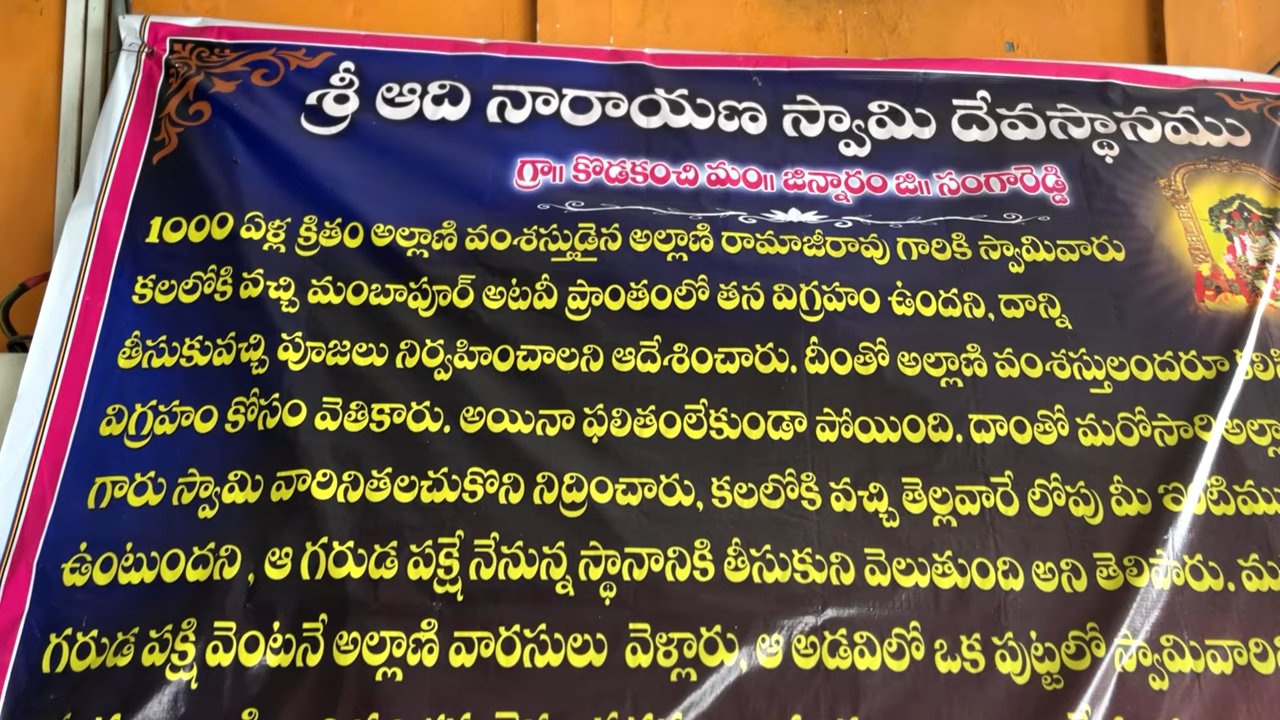 శ్రీ ఆది నారాయణ స్వామి దేవస్థానము
గ్రా॥ కొడకంచి మం॥ జిన్నారం జి॥ సంగారెడ్డి
1000 ఏళ్ల క్రితం అల్లాణి వంశస్తుడైన అల్లాణి రామాజీరావు గారికి స్వామివారు
కలలోకి వచ్చి మంబాపూర్ అటవీ ప్రాంతంలో తన విగ్రహం ఉందని, దాన్ని
తీసుకువచ్చి పూజలు నిర్వహించాలని ఆదేశించారు. దీంతో అల్లాణి వంశస్తులందరూ
విగ్రహం కోసం వెతికారు. అయినా ఫలితంలేకుండా పోయింది. దాంతో మరోసారి
గారు స్వామి వారినితలచుకొని నిద్రించారు, కలలోకి వచ్చి తెల్లవారే లోపు మీ
ఉంటుందని, ఆ గరుడ పక్షే నేనున్న స్థానానికి తీసుకుని వెలుతుంది అని తెలిపారు.
గరుడ పక్షి వెంటనే అల్లాణి వారసులు వెళ్లారు, ఆ అడవిలో ఒక పుట్టలో